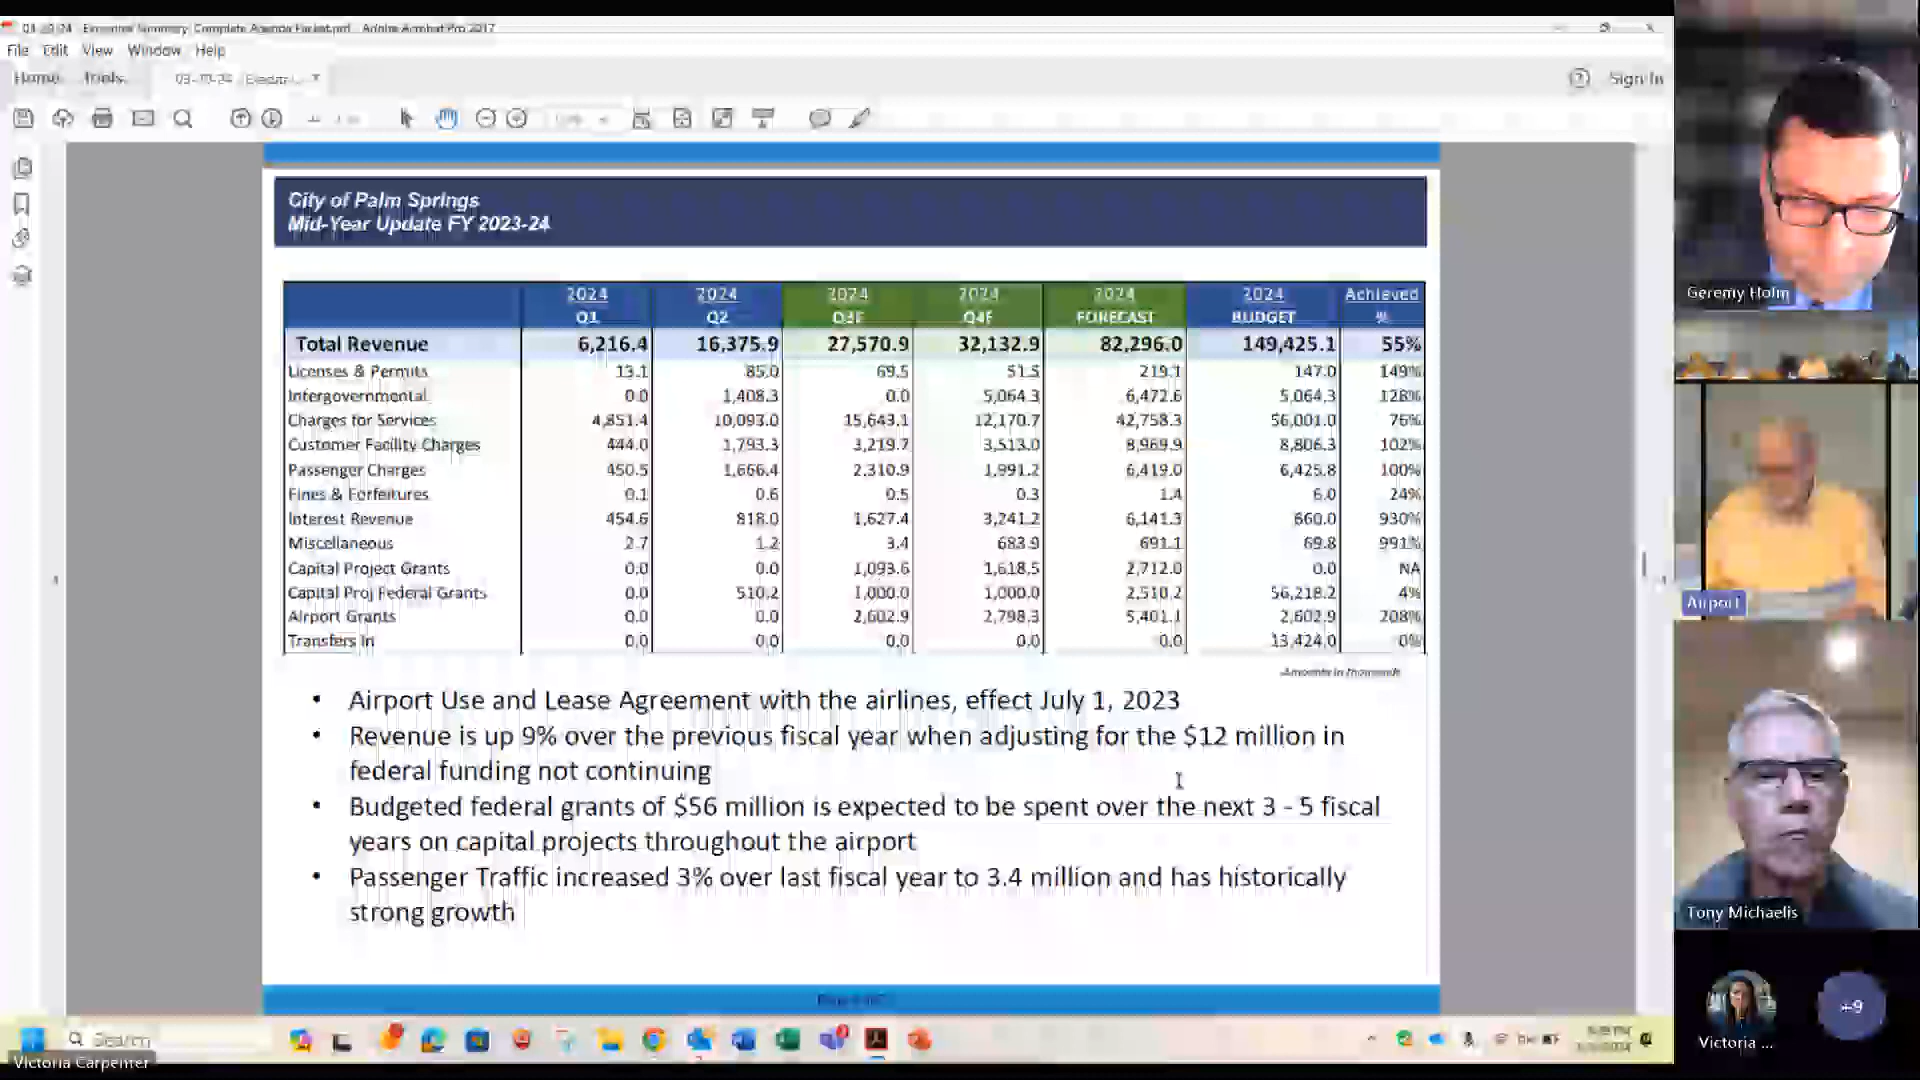 Executive Summary Complete Agenda Packet.pdf - Adobe Acrobat Pro 2017
File Edit View Window Help
Home Tools
Sign In
City of Palm Springs
Mid-Year Update FY 2023-24
2024 2024 2024 2024 2024 2024 Achieved
Q1 Q2 Q3F Q4F FORECAST BUDGET %
Total Revenue 6,216.4 16,375.9 27,570.9 32,132.9 82,296.0 149,425.1 55%
Licenses & Permits 13.1 85.0 69.5 51.5 219.1 147.0 149%
Intergovernmental 0.0 1,408.3 0.0 5,064.3 6,472.6 5,064.3 128%
Charges for Services 4,851.4 10,093.0 15,643.1 12,170.7 42,758.3 56,001.0 76%
Customer Facility Charges 444.0 1,793.3 3,219.7 3,513.0 8,969.9 8,806.3 102%
Passenger Charges 450.5 1,666.4 2,310.9 1,991.2 6,419.0 6,425.8 100%
Fines & Forfeitures 0.1 0.6 0.5 0.3 1.4 6.0 24%
Interest Revenue 454.6 818.0 1,627.4 3,241.2 6,141.3 660.0 930%
Miscellaneous 2.7 1.2 3.4 683.9 691.1 69.8 991%
Capital Project Grants 0.0 0.0 1,093.6 1,618.5 2,712.0 0.0 NA
Capital Proj Federal Grants 0.0 510.2 1,000.0 1,000.0 2,510.2 56,218.2 4%
Airport Grants 0.0 0.0 2,602.9 2,798.3 5,401.1 2,602.9 208%
Transfers In 0.0 0.0 0.0 0.0 0.0 13,424.0 0%
Amounts in thousands
• Airport Use and Lease Agreement with the airlines, effect July 1, 2023
• Revenue is up 9% over the previous fiscal year when adjusting for the $12 million in
federal funding not continuing
• Budgeted federal grants of $56 million is expected to be spent over the next 3 - 5 fiscal
years on capital projects throughout the airport
• Passenger Traffic increased 3% over last fiscal year to 3.4 million and has historically
strong growth
Search
Victoria Carpenter
Geremy Holm
Airport
Tony Michaelis
+9
Victoria ...